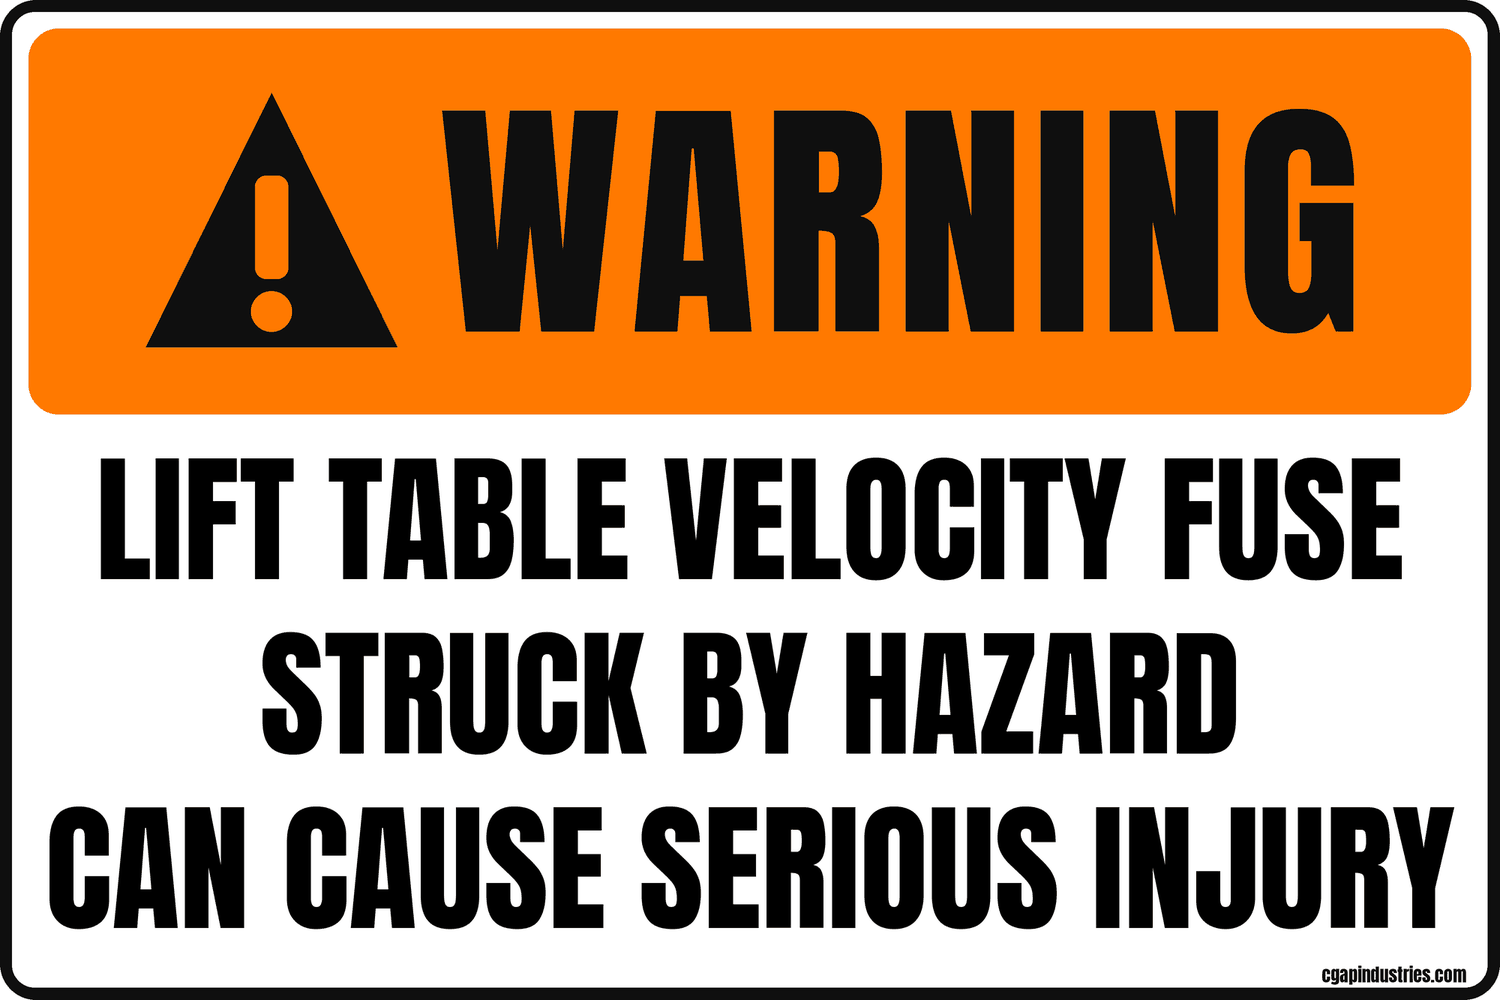 WARNING
LIFT TABLE VELOCITY FUSE
STRUCK BY HAZARD
CAN CAUSE SERIOUS INJURY
cgapindustries.com